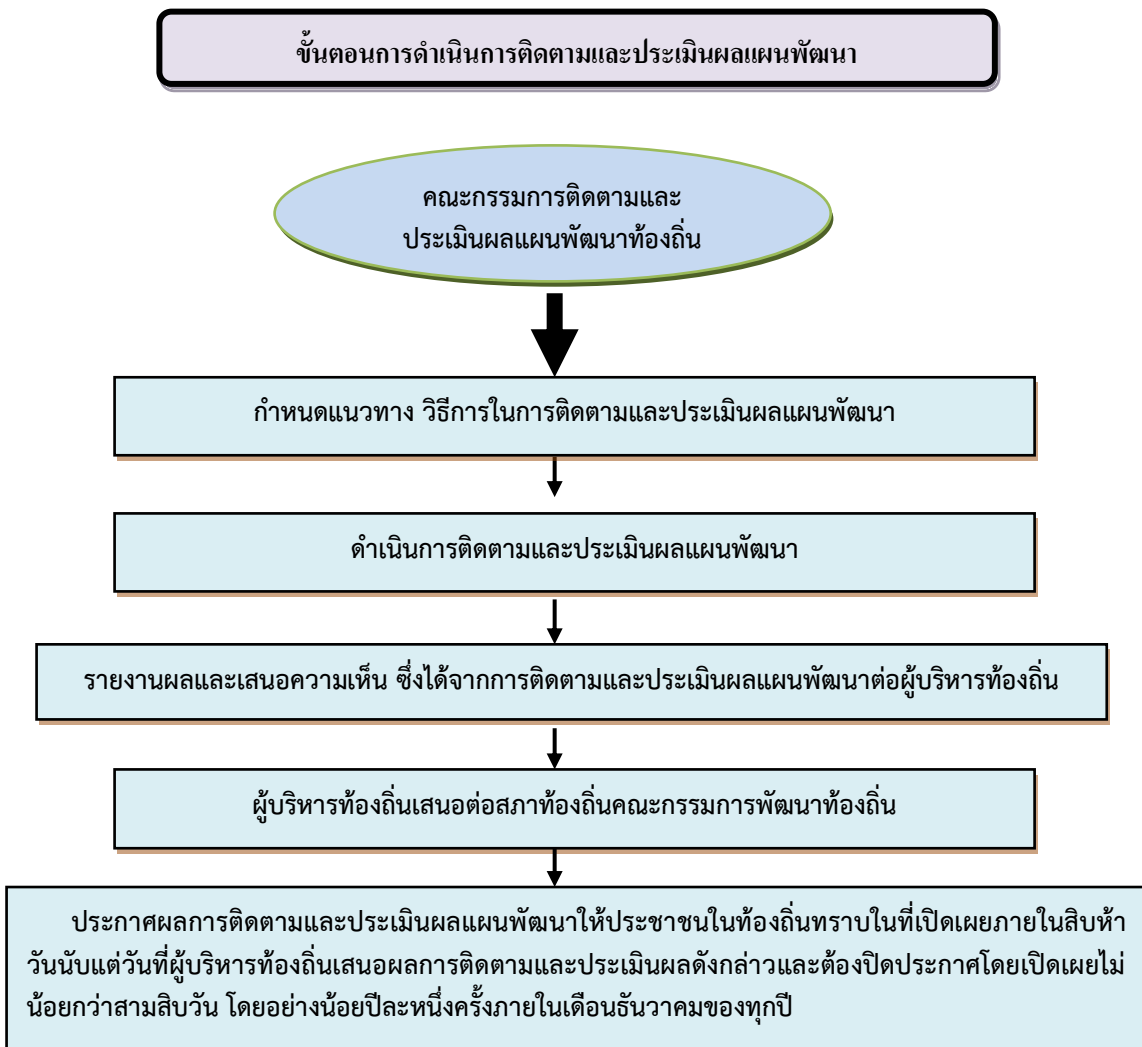 ขั้นตอนการดำเนินการติดตามและประเมินผลแผนพัฒนา
คณะกรรมการติดตามและ
ประเมินผลแผนพัฒนาท้องถิ่น
กำหนดแนวทาง วิธีการในการติดตามและประเมินผลแผนพัฒนา
ดำเนินการติดตามและประเมินผลแผนพัฒนา
รายงานผลและเสนอความเห็น ซึ่งได้จากการติดตามและประเมินผลแผนพัฒนาต่อผู้บริหารท้องถิ่น
ผู้บริหารท้องถิ่นเสนอต่อสภาท้องถิ่นคณะกรรมการพัฒนาท้องถิ่น
ประกาศผลการติดตามและประเมินผลแผนพัฒนาให้ประชาชนในท้องถิ่นทราบในที่เปิดเผยภายในสิบห้า
วันนับแต่วันที่ผู้บริหารท้องถิ่นเสนอผลการติดตามและประเมินผลดังกล่าวและต้องปิดประกาศโดยเปิดเผยไม่
น้อยกว่าสามสิบวัน โดยอย่างน้อยปีละหนึ่งครั้งภายในเดือนธันวาคมของทุกปี